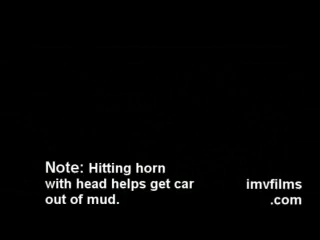 Note: Hitting horn
with head helps get car
out of mud.
imvfilms
.com